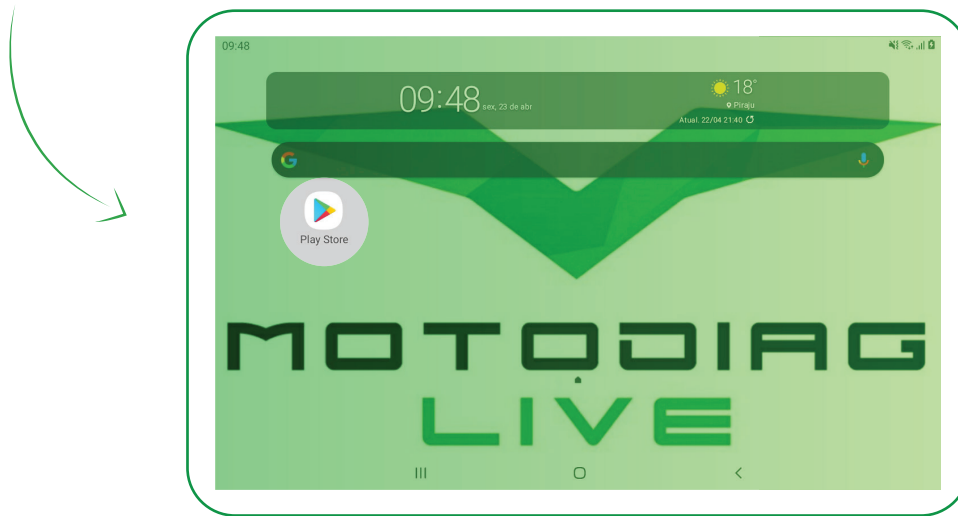 09:48
09:48 sex, 23 de abr
18°
Piraju
Atual. 22/04 21:40
Play Store
MOTODIAG
LIVE